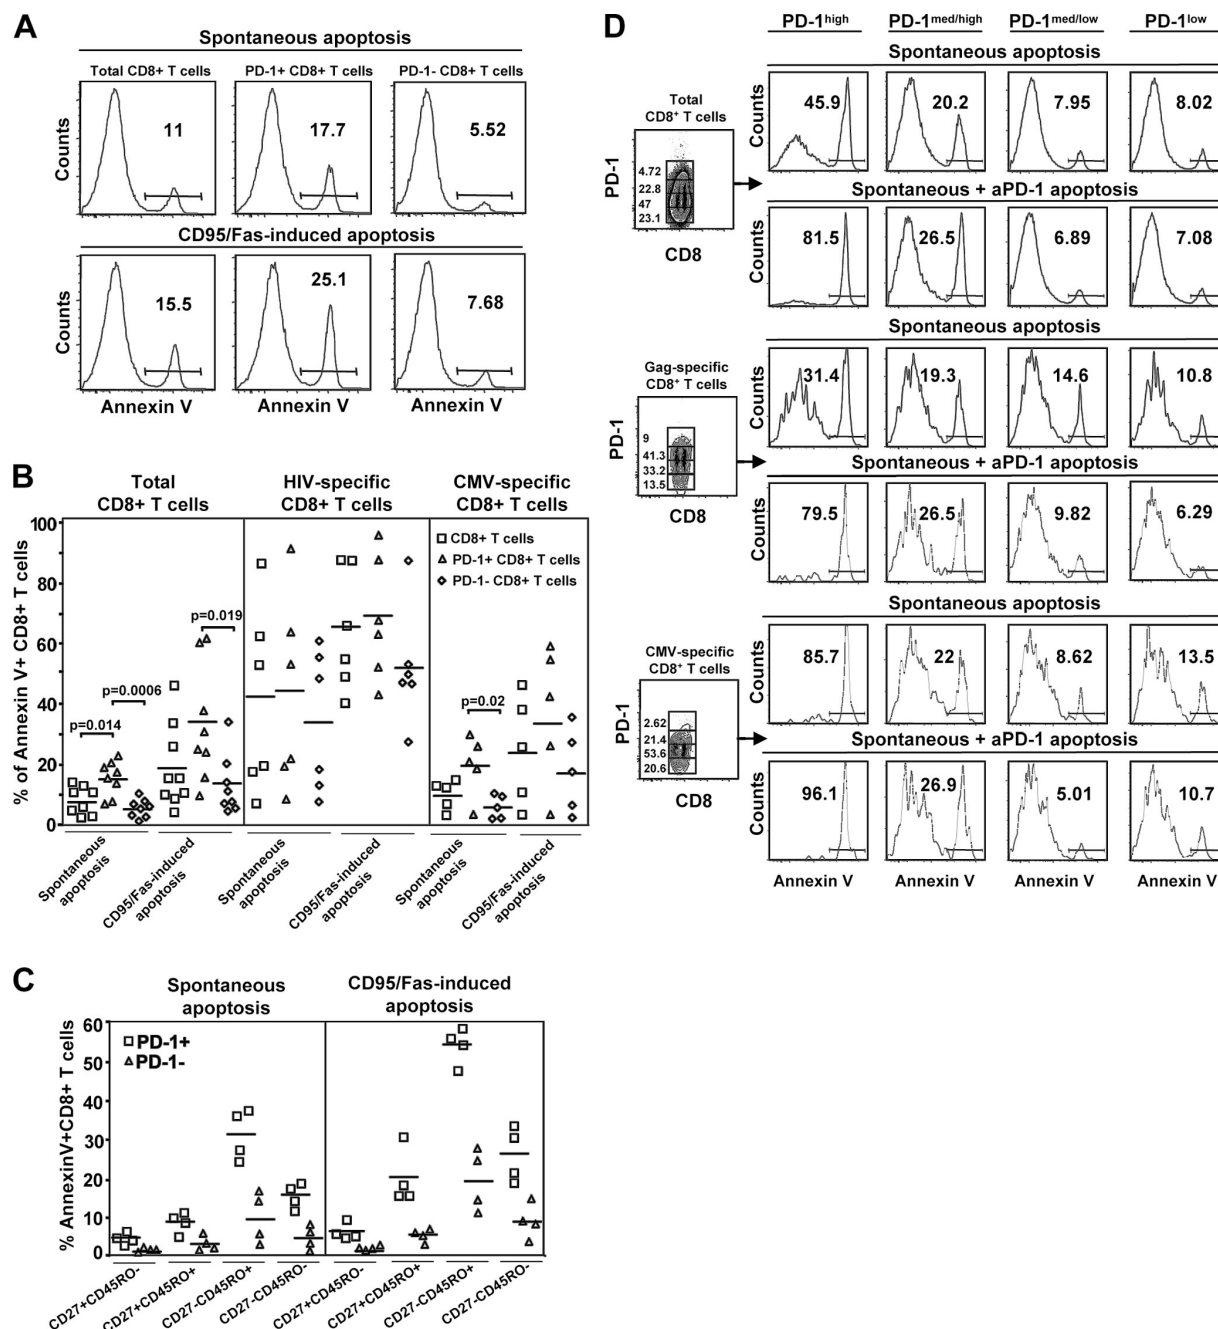 A
Spontaneous apoptosis
Total CD8+ T cells PD-1+ CD8+ T cells PD-1- CD8+ T cells
Counts
11 17.7 5.52
CD95/Fas-induced apoptosis
Counts
15.5 25.1 7.68
Annexin V Annexin V Annexin V
B
Total CD8+ T cells
HIV-specific CD8+ T cells
CMV-specific CD8+ T cells
% of Annexin V+ CD8+ T cells
100
80
60
40
20
0
CD8+ T cells
PD-1+ CD8+ T cells
PD-1- CD8+ T cells
p=0.014
p=0.0006
p=0.019
p=0.02
Spontaneous apoptosis
CD95/Fas-induced apoptosis
Spontaneous apoptosis
CD95/Fas-induced apoptosis
Spontaneous apoptosis
CD95/Fas-induced apoptosis
C
Spontaneous apoptosis
CD95/Fas-induced apoptosis
% AnnexinV+CD8+ T cells
60
50
40
30
20
10
0
PD-1+
PD-1-
CD27+CD45RO-
CD27+CD45RO+
CD27-CD45RO+
CD27-CD45RO-
CD27+CD45RO-
CD27+CD45RO+
CD27-CD45RO+
CD27-CD45RO-
D
PD-1high PD-1med/high PD-1med/low PD-1low
Total
CD8+ T cells
PD-1
4.72
22.8
47
23.1
CD8
Spontaneous apoptosis
Counts
45.9 20.2 7.95 8.02
Spontaneous + aPD-1 apoptosis
Counts
81.5 26.5 6.89 7.08
Gag-specific
CD8+ T cells
PD-1
9
41.3
33.2
13.5
CD8
Spontaneous apoptosis
Counts
31.4 19.3 14.6 10.8
Spontaneous + aPD-1 apoptosis
Counts
79.5 26.5 9.82 6.29
CMV-specific
CD8+ T cells
PD-1
2.62
21.4
53.6
20.6
CD8
Spontaneous apoptosis
Counts
85.7 22 8.62 13.5
Spontaneous + aPD-1 apoptosis
Counts
96.1 26.9 5.01 10.7
Annexin V Annexin V Annexin V Annexin V